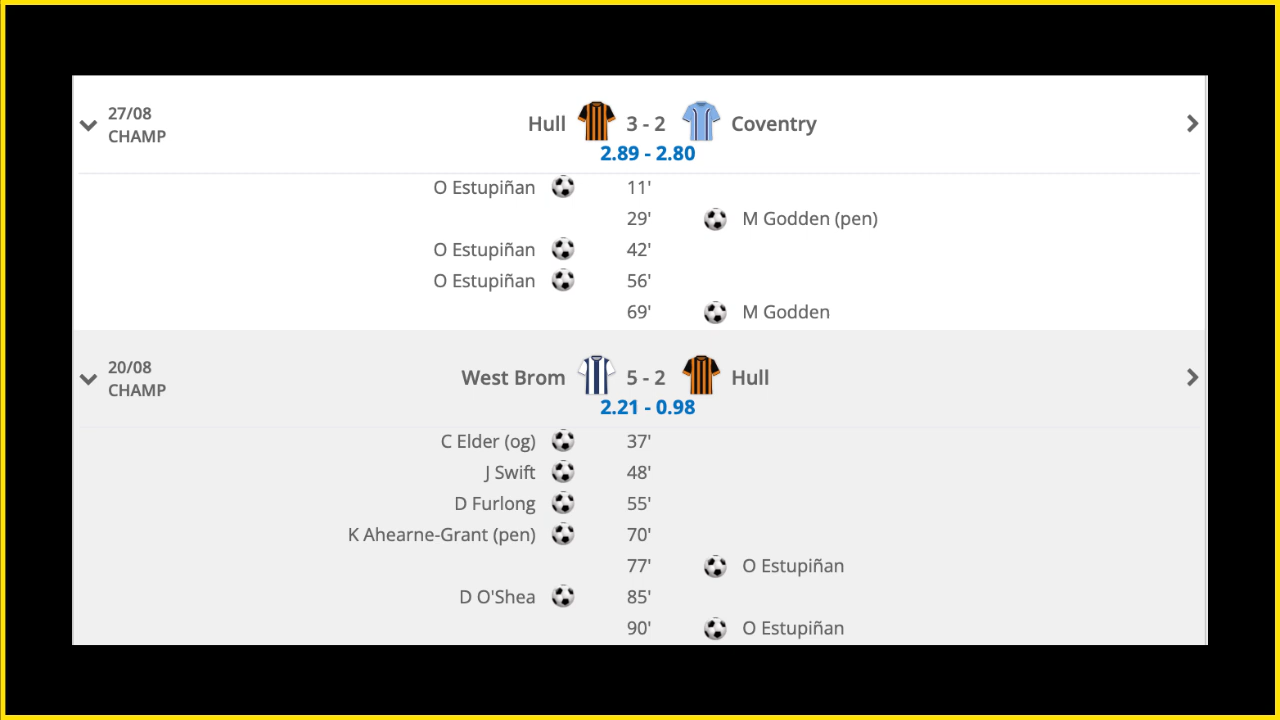 27/08
CHAMP
Hull 3 - 2 Coventry
2.89 - 2.80
O Estupiñan 11'
29' M Godden (pen)
O Estupiñan 42'
O Estupiñan 56'
69' M Godden
20/08
CHAMP
West Brom 5 - 2 Hull
2.21 - 0.98
C Elder (og) 37'
J Swift 48'
D Furlong 55'
K Ahearne-Grant (pen) 70'
77' O Estupiñan
D O'Shea 85'
90' O Estupiñan